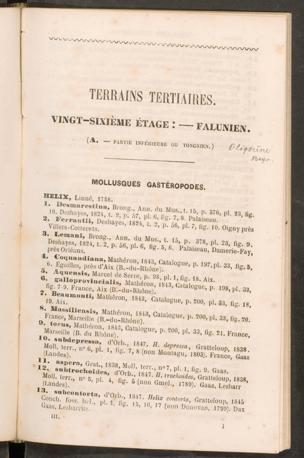 TERRAINS TERTIAIRES.
VINGT-SIXIÈME ÉTAGE : — FALUNIEN.
(A. — PARTIE INFÉRIEURE OU TONGRIEN.)
Oligocène
MOLLUSQUES GASTÉROPODES.
HELIX, Linné, 1758.
1. Desmarestina, Brong., Ann. du Mus., t. 15, p. 376, pl. 23, fig.
10. Deshayes, 1824, t. 2, p. 57, pl. 6, fig. 7, 8. Palaiseau.
2. Ferrantii, Deshayes, 1824, t. 2, p. 56, pl. 7, fig. 10. Ogny près
Villers-Cotterets.
3. Lemani, Brong., Ann. du Mus., t. 15, p. 378, pl. 23, fig. 9.
Deshayes, 1824, t. 2, p. 56, pl. 6, fig. 5, 6. Palaiseau, Damerie-Fay,
près Orléans.
4. Coquandiana, Mathéron, 1843, Catalogue, p. 197, pl. 33, fig. 5,
6. Eguilles, près d'Aix (B.-du-Rhône).
5. Aquensis, Marcel de Serre, p. 98, pl. 1, fig. 18. Aix.
6. galloprovincialis, Mathéron, 1843, Catalogue, p. 198, pl. 33,
fig. 7-9. France, Aix (B.-du-Rhône).
7. Beaumonti, Mathéron, 1843, Catalogue, p. 200, pl. 33, fig. 18,
19. Aix.
8. Massiliensis, Mathéron, 1843, Catalogue, p. 200, pl. 33, fig. 20.
France, Marseille (B.-du-Rhône).
9. torus, Mathéron, 1843, Catalogue, p. 200, pl. 33, fig. 21. France,
Marseille (B. du Rhône).
10. subdepressa, d'Orb., 1847. H. depressa, Gratteloup, 1838,
Moll. terr., n° 6, pl. 1, fig. 7, 8 (non Montagu, 1803). France, Gaas
(Landes).
11. aspera, Grat., 1838, Moll. terr., n° 7, pl. 1, fig. 9. Gaas.
12. subtrochoides, d'Orb., 1847. H. trochoides, Gratteloup, 1838,
Moll. terr., n° 5, pl. 4, fig. 5 (non Gmel., 1789). Gaas, Lesbarritz
(Landes).
13. subcontorta, d'Orb., 1847. Helix contorta, Gratteloup, 1845
Conch. foss. bel., pl. 1, fig. 15, 16, 17 (non Donovan, 1799). Dax
Gaas, Lesbarritz.
III.
1